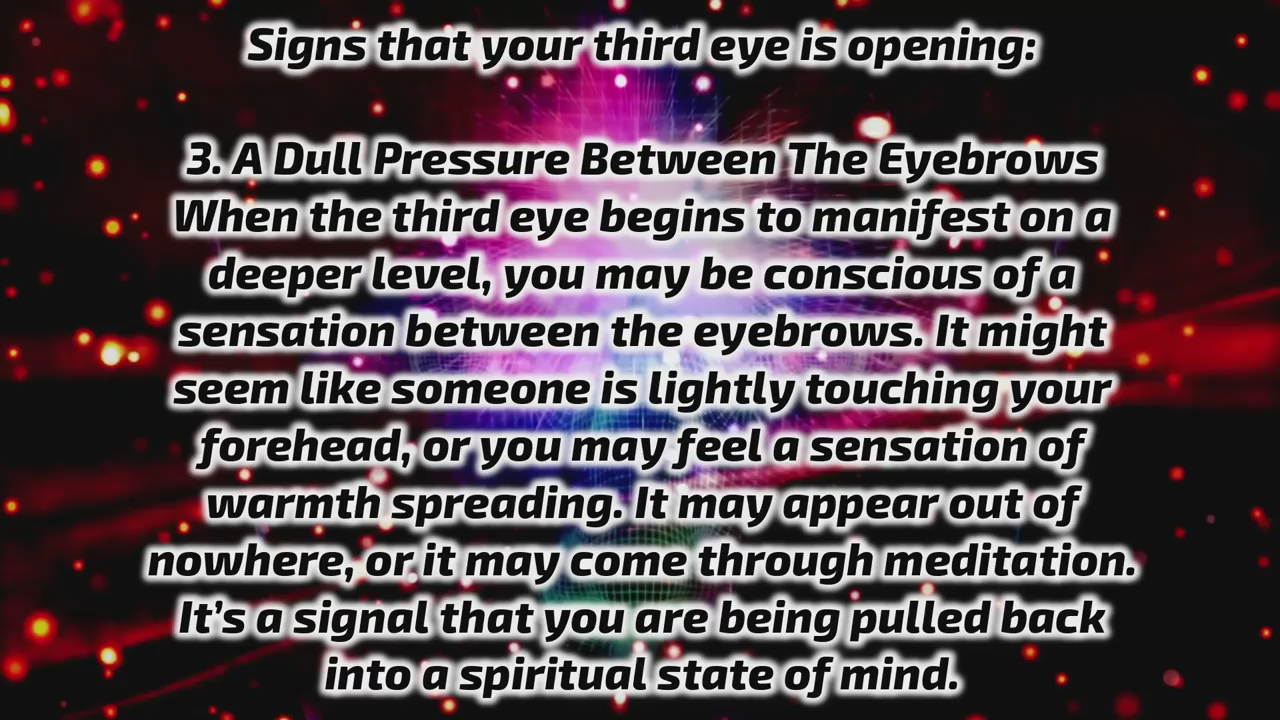 Signs that your third eye is opening:
3. A Dull Pressure Between The Eyebrows
When the third eye begins to manifest on a
deeper level, you may be conscious of a
sensation between the eyebrows. It might
seem like someone is lightly touching your
forehead, or you may feel a sensation of
warmth spreading. It may appear out of
nowhere, or it may come through meditation.
It’s a signal that you are being pulled back
into a spiritual state of mind.